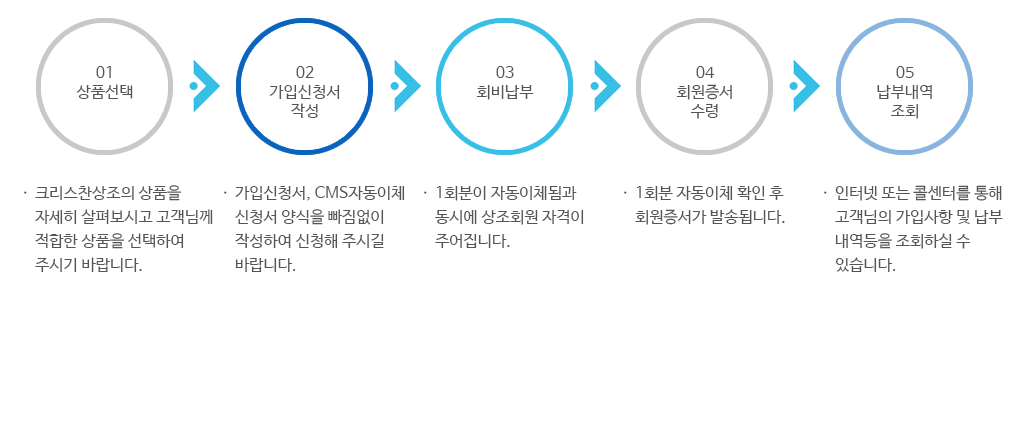 01
상품선택
02
가입신청서
작성
03
회비납부
04
회원증서
수령
05
납부내역
조회
· 크리스찬상조의 상품을
자세히 살펴보시고 고객님께
적합한 상품을 선택하여
주시기 바랍니다.
· 가입신청서, CMS자동이체
신청서 양식을 빠짐없이
작성하여 신청해 주시길
바랍니다.
· 1회분이 자동이체됨과
동시에 상조회원 자격이
주어집니다.
· 1회분 자동이체 확인 후
회원증서가 발송됩니다.
· 인터넷 또는 콜센터를 통해
고객님의 가입사항 및 납부
내역등을 조회하실 수
있습니다.